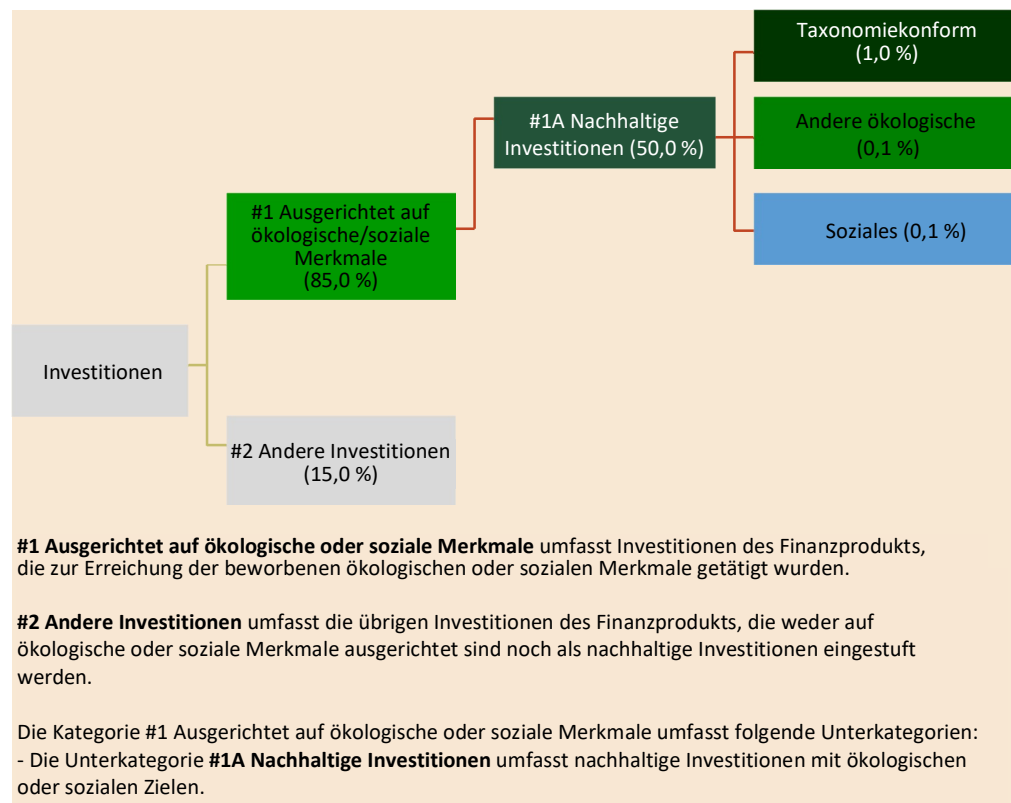 Taxonomiekonform
(1,0 %)
#1A Nachhaltige
Investitionen (50,0 %)
Andere ökologische
(0,1 %)
#1 Ausgerichtet auf
ökologische/soziale
Merkmale
(85,0 %)
Soziales (0,1 %)
Investitionen
#2 Andere Investitionen
(15,0 %)
#1 Ausgerichtet auf ökologische oder soziale Merkmale umfasst Investitionen des Finanzprodukts,
die zur Erreichung der beworbenen ökologischen oder sozialen Merkmale getätigt wurden.
#2 Andere Investitionen umfasst die übrigen Investitionen des Finanzprodukts, die weder auf
ökologische oder soziale Merkmale ausgerichtet sind noch als nachhaltige Investitionen eingestuft
werden.
Die Kategorie #1 Ausgerichtet auf ökologische oder soziale Merkmale umfasst folgende Unterkategorien:
- Die Unterkategorie #1A Nachhaltige Investitionen umfasst nachhaltige Investitionen mit ökologischen
oder sozialen Zielen.